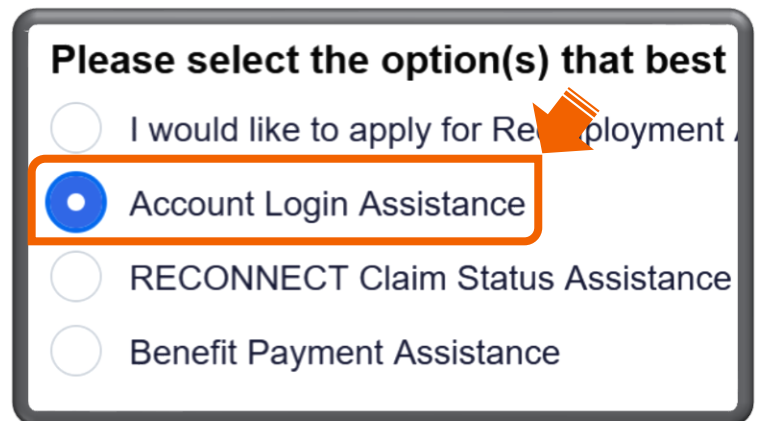 Please select the option(s) that best
I would like to apply for
Account Login Assistance
RECONNECT Claim Status Assistance
Benefit Payment Assistance